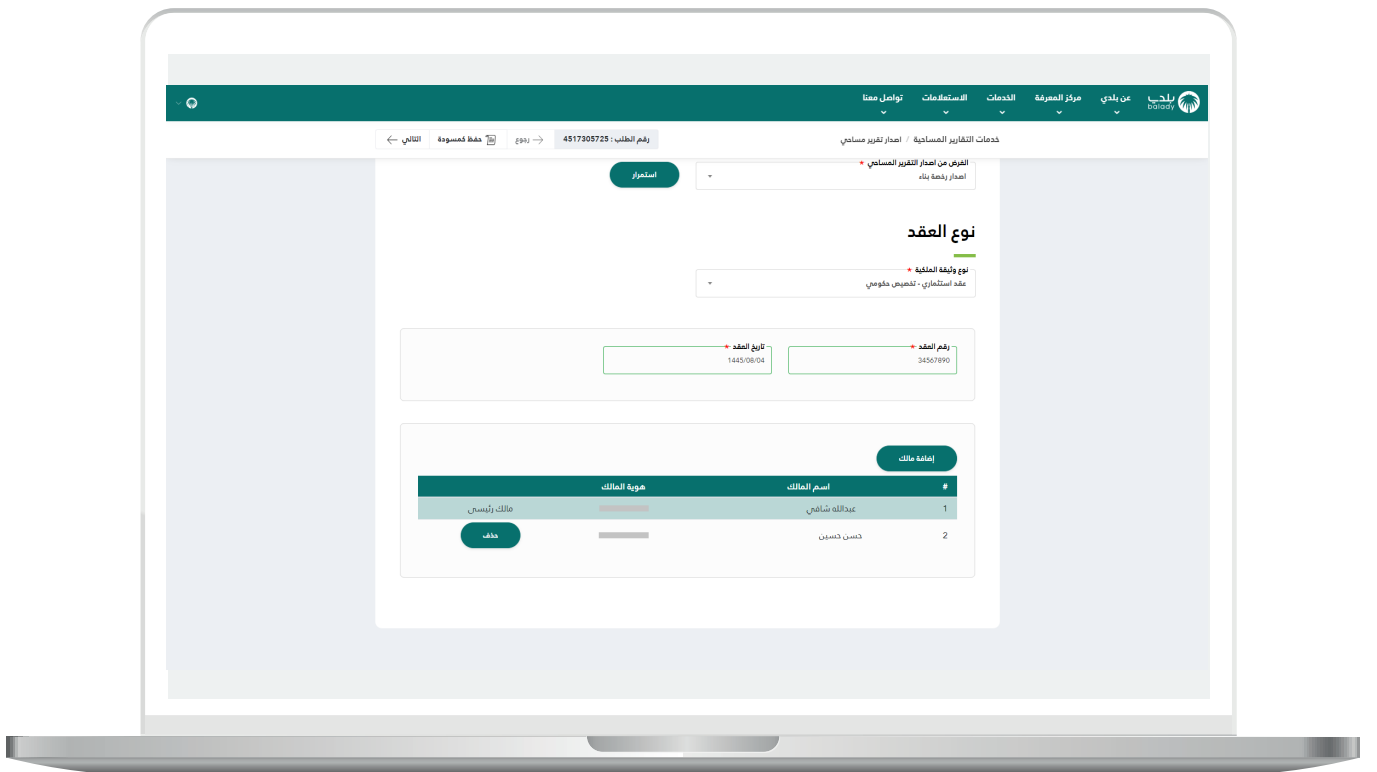 بلدي
balady
عن بلدي
مركز المعرفة
الخدمات
الاستعلامات
تواصل معنا
خدمات التقارير المساحية / اصدار تقرير مساحي
رقم الطلب : 4517305725
رجوع
حفظ كمسودة
التالي
الغرض من اصدار التقرير المساحي *
اصدار رخصة بناء
استمرار
نوع العقد
نوع وثيقة الملكية *
عقد استثماري - تخصيص حكومي
رقم العقد *
34567890
تاريخ العقد *
1445/08/04
إضافة مالك
# اسم المالك هوية المالك
1 عبدالله شافي مالك رئيسي
2 حسن حسين حذف